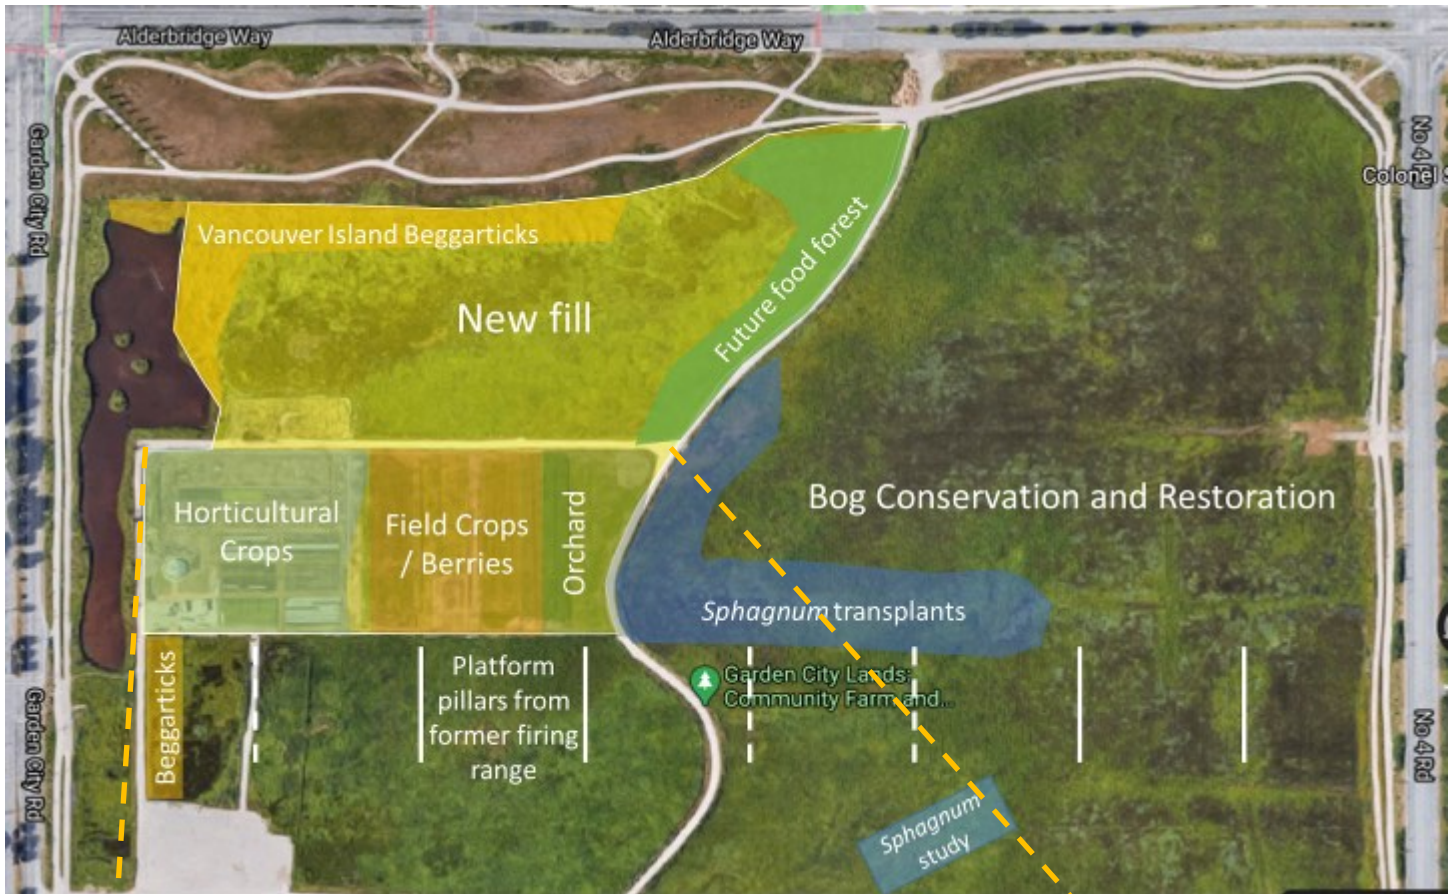 Alderbridge Way
Alderbridge Way
Garden City Rd
No 4 Rd
Colonel S
Vancouver Island Beggarticks
New fill
Future food forest
Bog Conservation and Restoration
Horticultural
Crops
Field Crops
/ Berries
Orchard
Sphagnum transplants
Beggarticks
Platform
pillars from
former firing
range
Garden City Lands:
Community Farm and...
Garden City Rd
No 4 Rd
Sphagnum
study